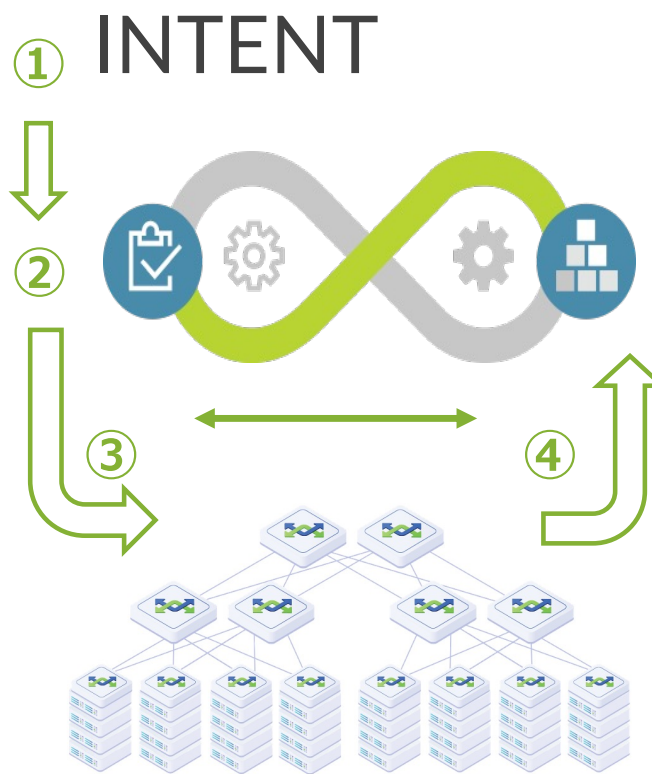 ① INTENT
②
③ ④